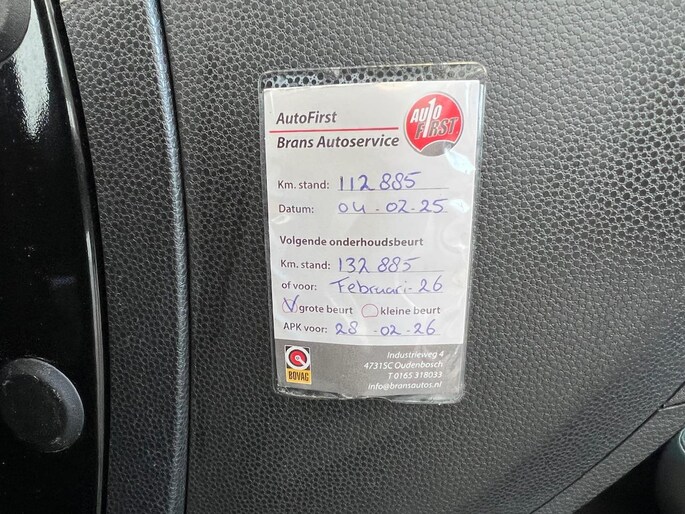 AutoFirst
Brans Autoservice
AUTO
F1RST
Km. stand: 112 885
Datum: 04-02-25
Volgende onderhoudsbeurt
Km. stand: 132 885
of voor: Februari-26
grote beurt kleine beurt
APK voor: 28-02-26
Industrieweg 4
4731SC Oudenbosch
T 0165 318033
info@bransautos.nl
BOVAG